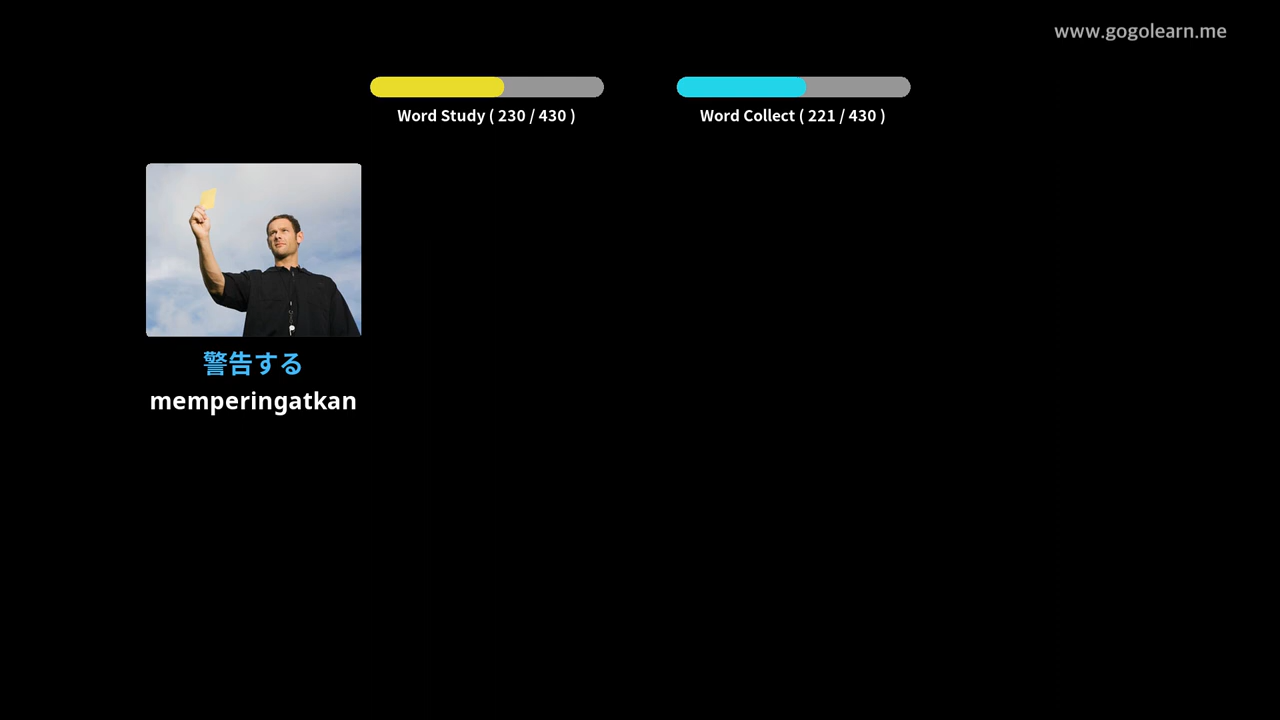 www.gogolearn.me
Word Study ( 230 / 430 )
Word Collect ( 221 / 430 )
警告する
memperingatkan